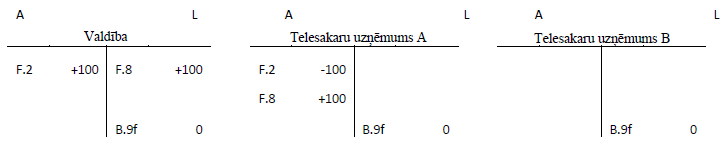 A L A L A L
Valdība Telesakaru uzņēmums A Telesakaru uzņēmums B
F.2 +100 F.8 +100 F.2 -100
F.8 +100
B.9f 0 B.9f 0 B.9f 0